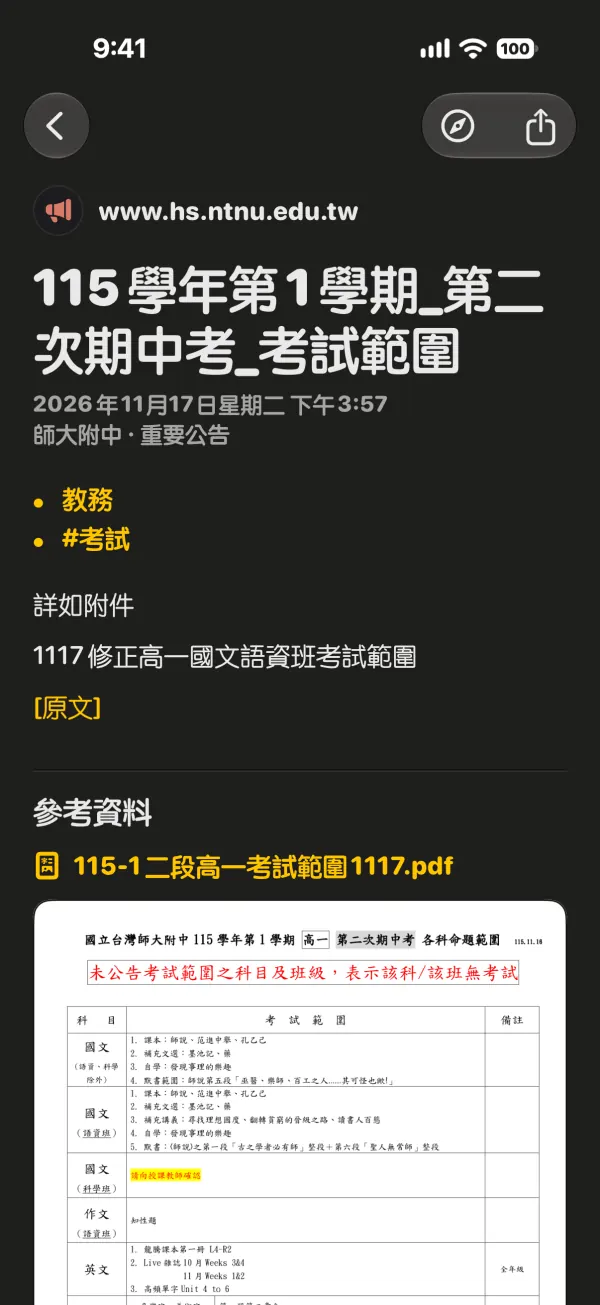 9:41
100
www.hs.ntnu.edu.tw
115學年第1學期_第二
次期中考_考試範圍
2026年11月17日星期二 下午3:57
師大附中·重要公告
• 教務
• #考試
詳如附件
1117修正高一國文語資班考試範圍
[原文]
參考資料
115-1二段高一考試範圍1117.pdf
國立台灣師大附中 115 學年第 1 學期 高一 第二次期中考 各科命題範圍 115.11.16
未公告考試範圍之科目及班級，表示該科/該班無考試
科 目 考 試 範 圍 備註
國文
(語資、科學
除外)
1. 課本：師說、范進中舉、孔乙己
2. 補充文選：墨池記、藥
3. 自學：發現事理的樂趣
4. 默書範圍：師說第五段「巫醫、樂師、百工之人……其可怪也歟!」
國文
(語資班)
1. 課本：師說、范進中舉、孔乙己
2. 補充文選：墨池記、藥
3. 補充講義：尋找理想國度、翻轉貧窮的晉級之路、讀書人百態
4. 自學：發現事理的樂趣
5. 默書：(師說)之第一段「古之學者必有師」整段＋第六段「聖人無常師」整段
國文
(科學班)
請向授課教師確認
作文
(語資班)
知性題
英文
1. 龍騰課本第一冊 L4-R2
2. Live 雜誌 10 月 Weeks 3&4
11 月 Weeks 1&2
3. 高頻單字 Unit 4 to 6
全年級